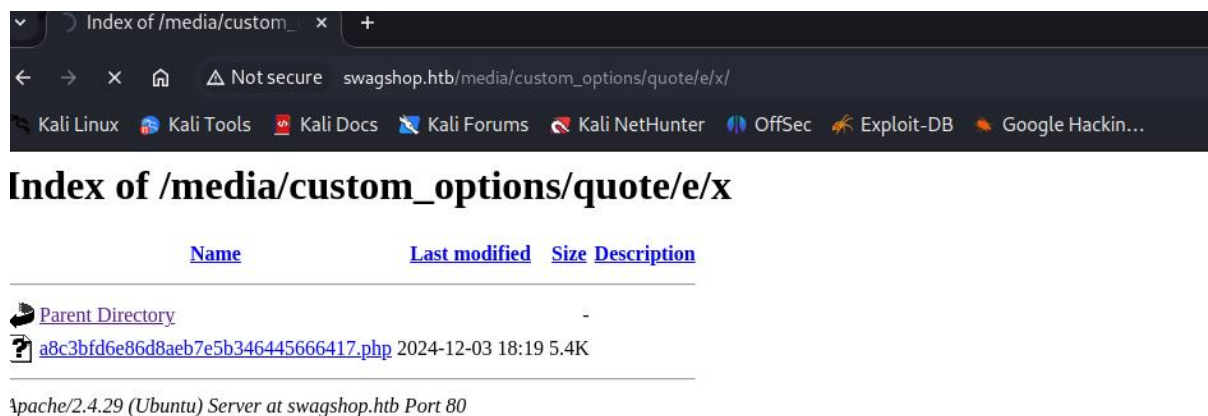 Index of /media/custom_
Not secure swagshop.htb/media/custom_options/quote/e/x/
Kali Linux Kali Tools Kali Docs Kali Forums Kali NetHunter OffSec Exploit-DB Google Hackin...
Index of /media/custom_options/quote/e/x
Name Last modified Size Description
Parent Directory -
a8c3bfd6e86d8aeb7e5b346445666417.php 2024-12-03 18:19 5.4K
Apache/2.4.29 (Ubuntu) Server at swagshop.htb Port 80